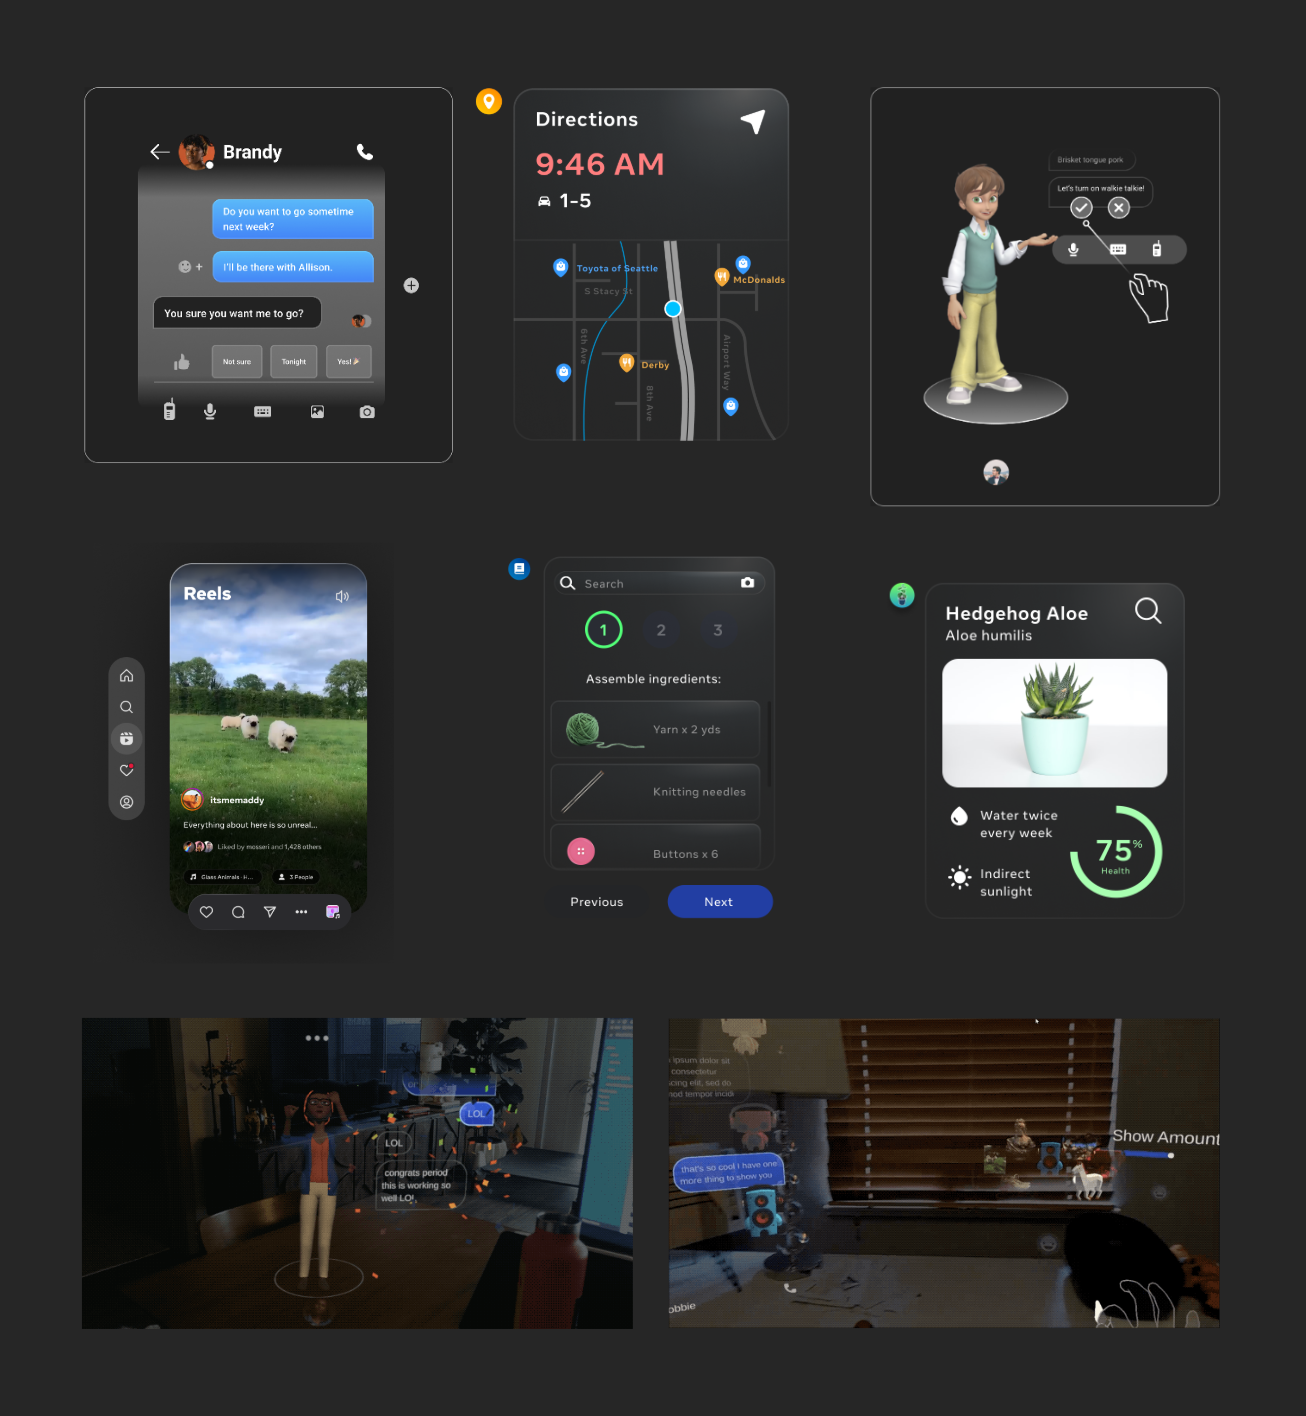 Brandy
Do you want to go sometime
next week?
I'll be there with Allison.
You sure you want me to go?
Not sure
Tonight
Yes!
Directions
9:46 AM
1-5
Toyota of Seattle
S Stacy St
McDonalds
6th Ave
Derby
8th Ave
Airport Way
Brisket tongue pork
Let's turn on walkie talkie!
Reels
itsmemaddy
Everything about here is so unreal...
Liked by mosseri and 1,428 others
Glass Animals · H...
3 People
Search
1
2
3
Assemble ingredients:
Yarn x 2 yds
Knitting needles
Buttons x 6
Previous
Next
Hedgehog Aloe
Aloe humilis
Water twice
every week
Indirect
sunlight
75%
Health
LOL
LOL
congrats period
this is working so
well LOL
ipsum dolor sit
consectetur
cing elit, sed do
mod tempor incidi
that's so cool i have one
more thing to show you
Show Amount
obbie